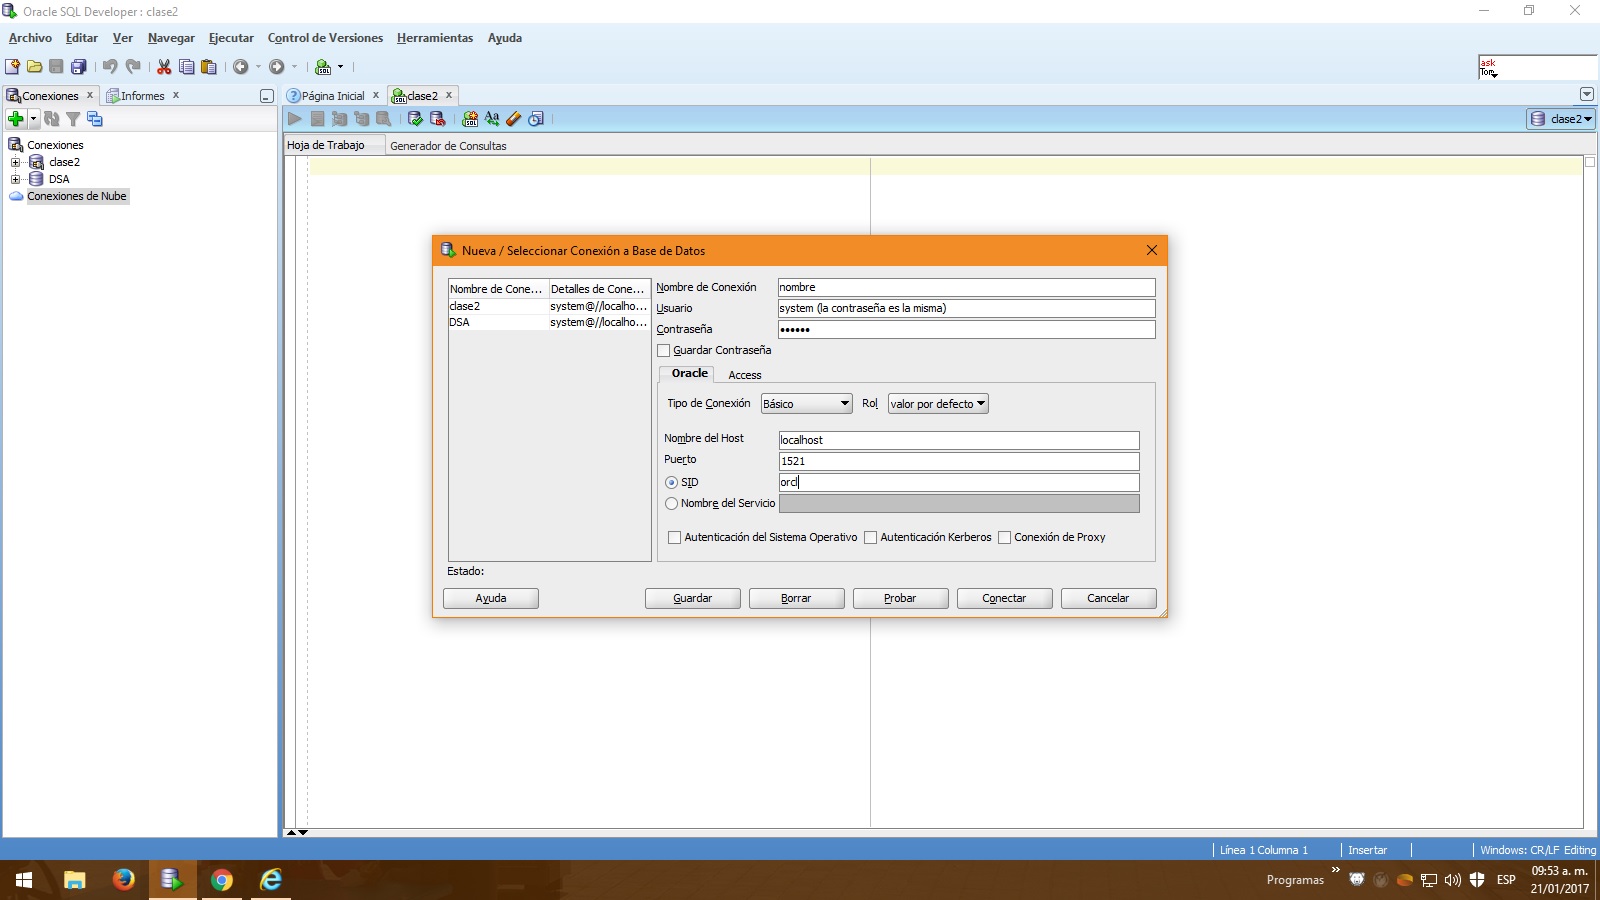 Oracle SQL Developer : clase2
Archivo Editar Ver Navegar Ejecutar Control de Versiones Herramientas Ayuda
SQL
ask
Tom
Conexiones x Informes x
Página Inicial x clase2 x
clase2
Hoja de Trabajo Generador de Consultas
Conexiones
clase2
DSA
Conexiones de Nube
Nueva / Seleccionar Conexión a Base de Datos
Nombre de Cone... Detalles de Cone...
clase2 system@//localho...
DSA system@//localho...
Nombre de Conexión nombre
Usuario system (la contraseña es la misma)
Contraseña ••••••
Guardar Contraseña
Oracle Access
Tipo de Conexión Básico Rol valor por defecto
Nombre del Host localhost
Puerto 1521
SID orcl
Nombre del Servicio
Autenticación del Sistema Operativo Autenticación Kerberos Conexión de Proxy
Estado:
Ayuda Guardar Borrar Probar Conectar Cancelar
Línea 1 Columna 1 Insertar Windows: CR/LF Editing
Programas » ESP 09:53 a. m.
21/01/2017